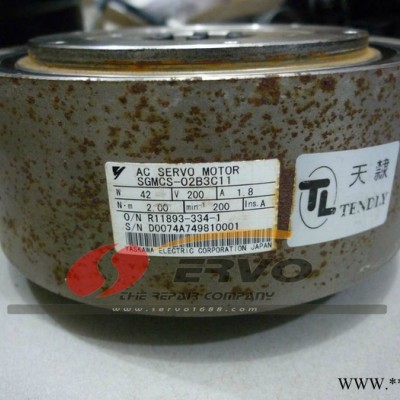 AC SERVO MOTOR
SGMCS-02B3C11
W 42 V 200 A 1.8
N·m 2.00 min⁻¹ 200 Ins. A
O/N R11893-334-1
S/N D0074A749810001
YASKAWA ELECTRIC CORPORATION JAPAN
天隸
TL
TENDLY
SERVO
THE REPAIR COMPANY
www.servo1688.com
www.**